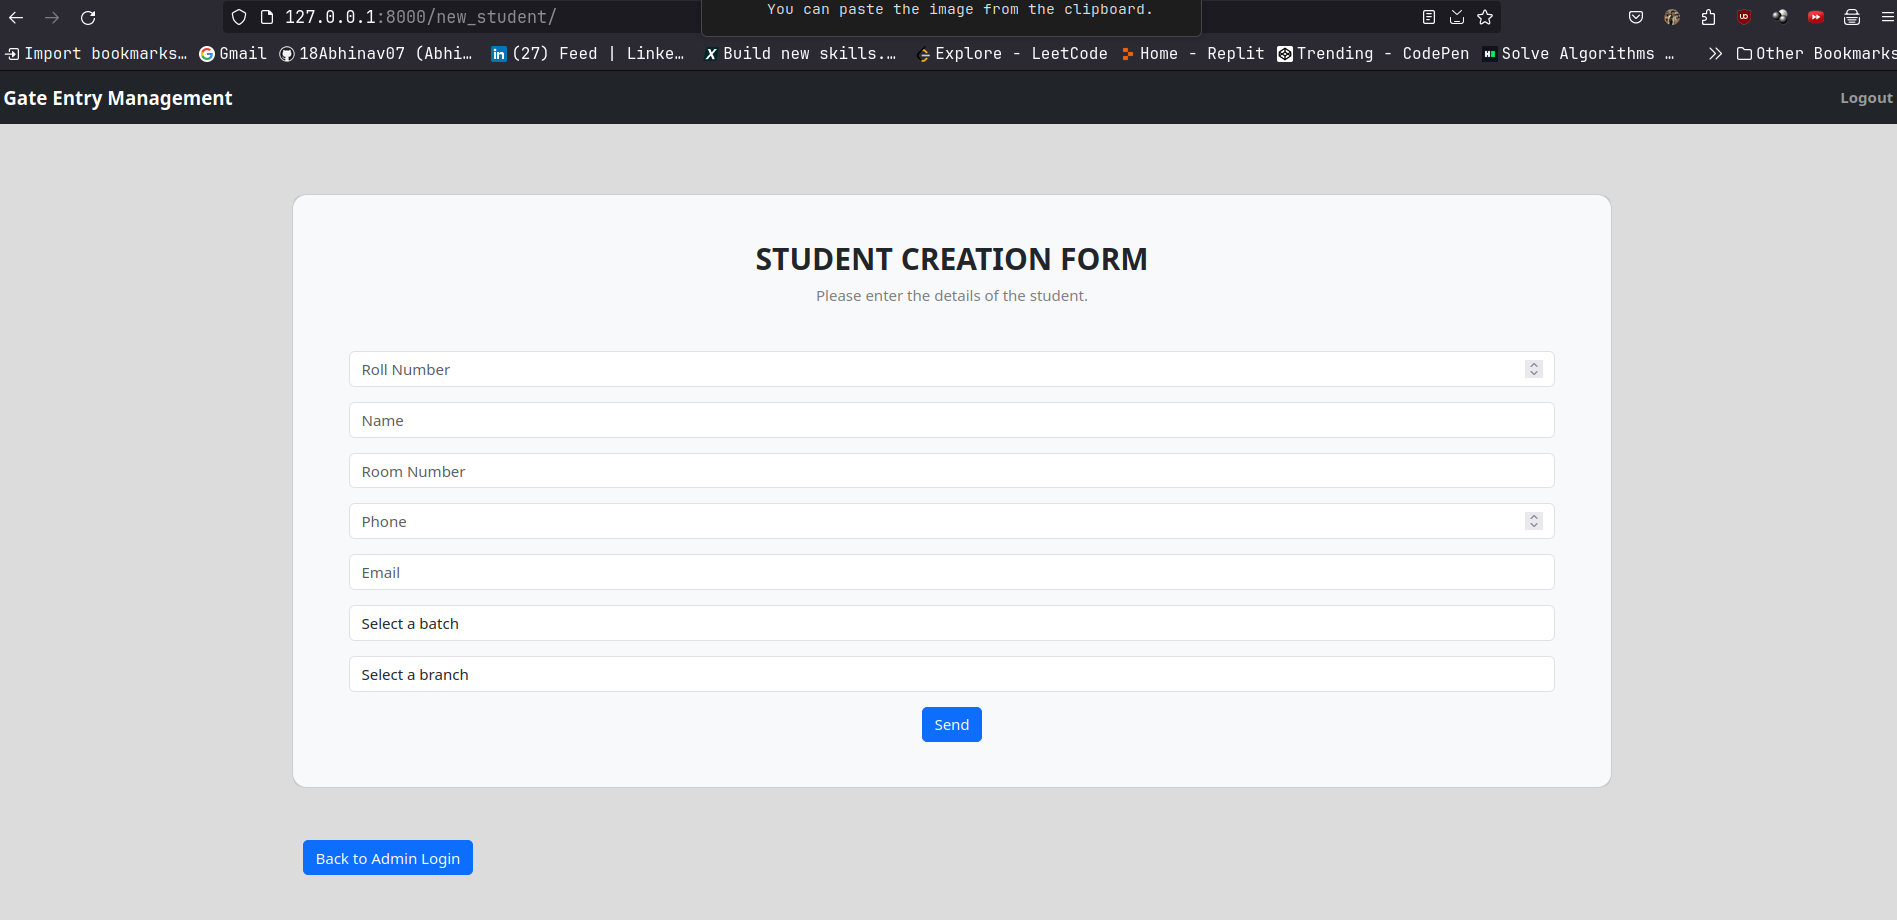 127.0.0.1:8000/new_student/
You can paste the image from the clipboard.
Import bookmarks… Gmail 18Abhinav07 (Abhi… (27) Feed | Linke… Build new skills.… Explore - LeetCode Home - Replit Trending - CodePen Solve Algorithms … Other Bookmarks
Gate Entry Management
Logout
STUDENT CREATION FORM
Please enter the details of the student.
Roll Number
Name
Room Number
Phone
Email
Select a batch
Select a branch
Send
Back to Admin Login